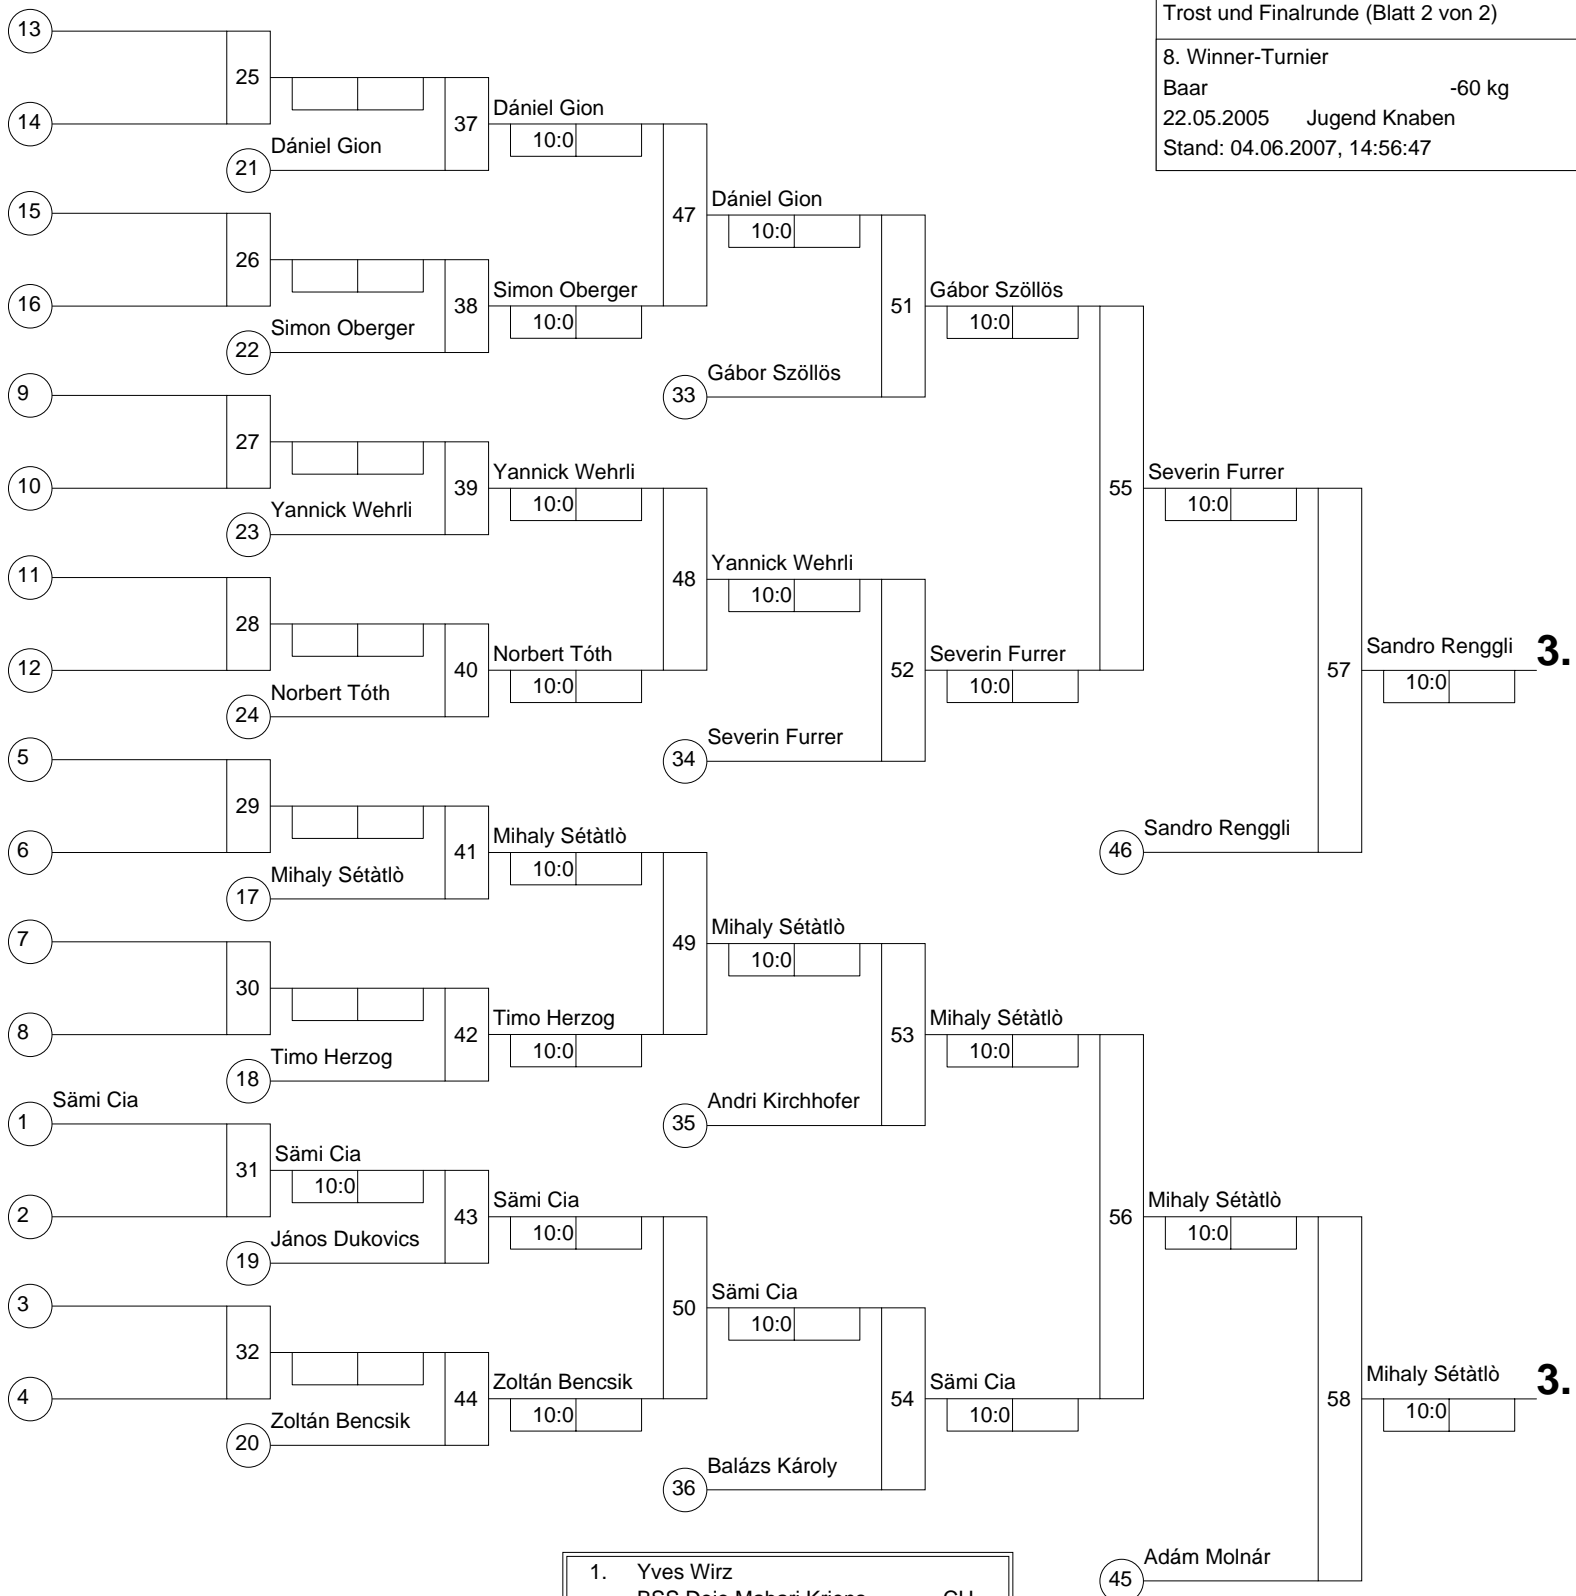 Trost und Finalrunde (Blatt 2 von 2)
8. Winner-Turnier
Baar -60 kg
22.05.2005 Jugend Knaben
Stand: 04.06.2007, 14:56:47
13
25
14
37
Dániel Gion
10:0
Dániel Gion
21
15
47
Dániel Gion
10:0
26
16
38
Simon Oberger
10:0
Simon Oberger
22
51
Gábor Szöllös
10:0
Gábor Szöllös
33
9
27
10
39
Yannick Wehrli
10:0
Yannick Wehrli
23
55
Severin Furrer
10:0
11
48
Yannick Wehrli
10:0
28
12
40
Norbert Tóth
10:0
Norbert Tóth
24
52
Severin Furrer
10:0
Severin Furrer
34
57
Sandro Renggli 3.
10:0
5
29
6
41
Mihaly Sétàtlò
10:0
Mihaly Sétàtlò
17
Sandro Renggli
46
7
49
Mihaly Sétàtlò
10:0
30
8
42
Timo Herzog
10:0
Timo Herzog
18
53
Mihaly Sétàtlò
10:0
Andri Kirchhofer
35
Sämi Cia
1
31
Sämi Cia
10:0
2
43
Sämi Cia
10:0
János Dukovics
19
56
Mihaly Sétàtlò
10:0
3
50
Sämi Cia
10:0
32
4
44
Zoltán Bencsik
10:0
Zoltán Bencsik
20
54
Sämi Cia
10:0
Balázs Károly
36
58
Mihaly Sétàtlò 3.
10:0
Adám Molnár
45
1. Yves Wirz